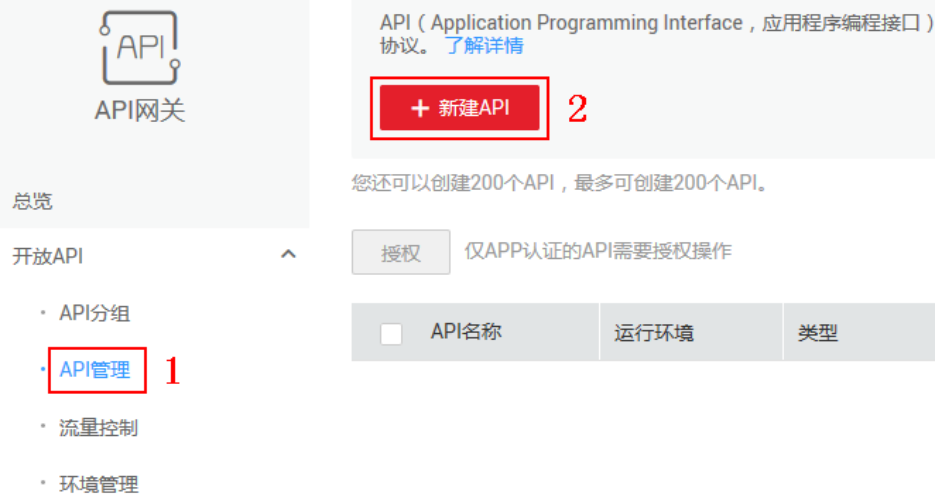 API
API网关
总览
开放API
API分组
API管理
1
流量控制
环境管理
API（Application Programming Interface，应用程序编程接口）
协议。 了解详情
+ 新建API
2
您还可以创建200个API，最多可创建200个API。
授权 仅APP认证的API需要授权操作
API名称 运行环境 类型